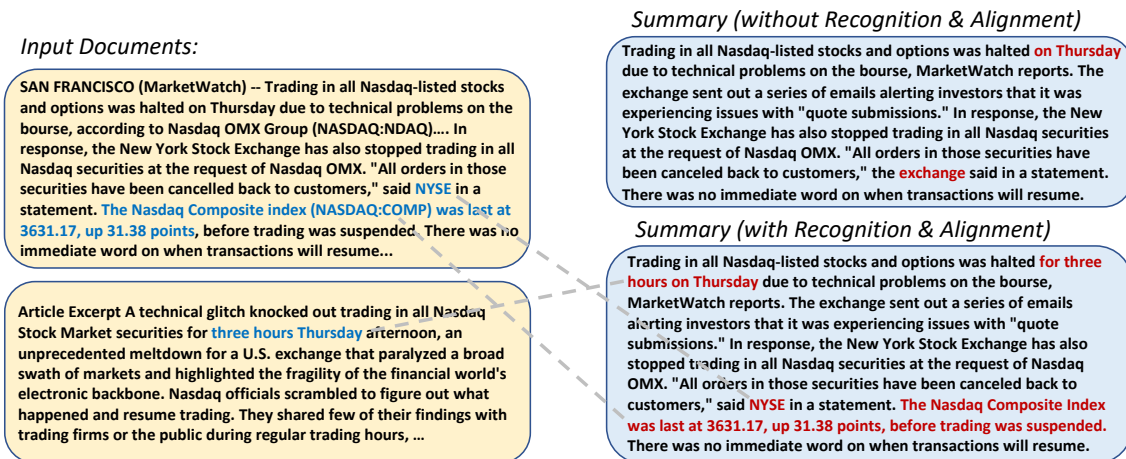 Input Documents:
SAN FRANCISCO (MarketWatch) -- Trading in all Nasdaq-listed stocks
and options was halted on Thursday due to technical problems on the
bourse, according to Nasdaq OMX Group (NASDAQ:NDAQ)…. In
response, the New York Stock Exchange has also stopped trading in all
Nasdaq securities at the request of Nasdaq OMX. "All orders in those
securities have been cancelled back to customers," said NYSE in a
statement. The Nasdaq Composite index (NASDAQ:COMP) was last at
3631.17, up 31.38 points, before trading was suspended. There was no
immediate word on when transactions will resume...
Article Excerpt A technical glitch knocked out trading in all Nasdaq
Stock Market securities for three hours Thursday afternoon, an
unprecedented meltdown for a U.S. exchange that paralyzed a broad
swath of markets and highlighted the fragility of the financial world's
electronic backbone. Nasdaq officials scrambled to figure out what
happened and resume trading. They shared few of their findings with
trading firms or the public during regular trading hours, …
Summary (without Recognition & Alignment)
Trading in all Nasdaq-listed stocks and options was halted on Thursday
due to technical problems on the bourse, MarketWatch reports. The
exchange sent out a series of emails alerting investors that it was
experiencing issues with "quote submissions." In response, the New
York Stock Exchange has also stopped trading in all Nasdaq securities
at the request of Nasdaq OMX. "All orders in those securities have
been canceled back to customers," the exchange said in a statement.
There was no immediate word on when transactions will resume.
Summary (with Recognition & Alignment)
Trading in all Nasdaq-listed stocks and options was halted for three
hours on Thursday due to technical problems on the bourse,
MarketWatch reports. The exchange sent out a series of emails
alerting investors that it was experiencing issues with "quote
submissions." In response, the New York Stock Exchange has also
stopped trading in all Nasdaq securities at the request of Nasdaq
OMX. "All orders in those securities have been canceled back to
customers," said NYSE in a statement. The Nasdaq Composite Index
was last at 3631.17, up 31.38 points, before trading was suspended.
There was no immediate word on when transactions will resume.